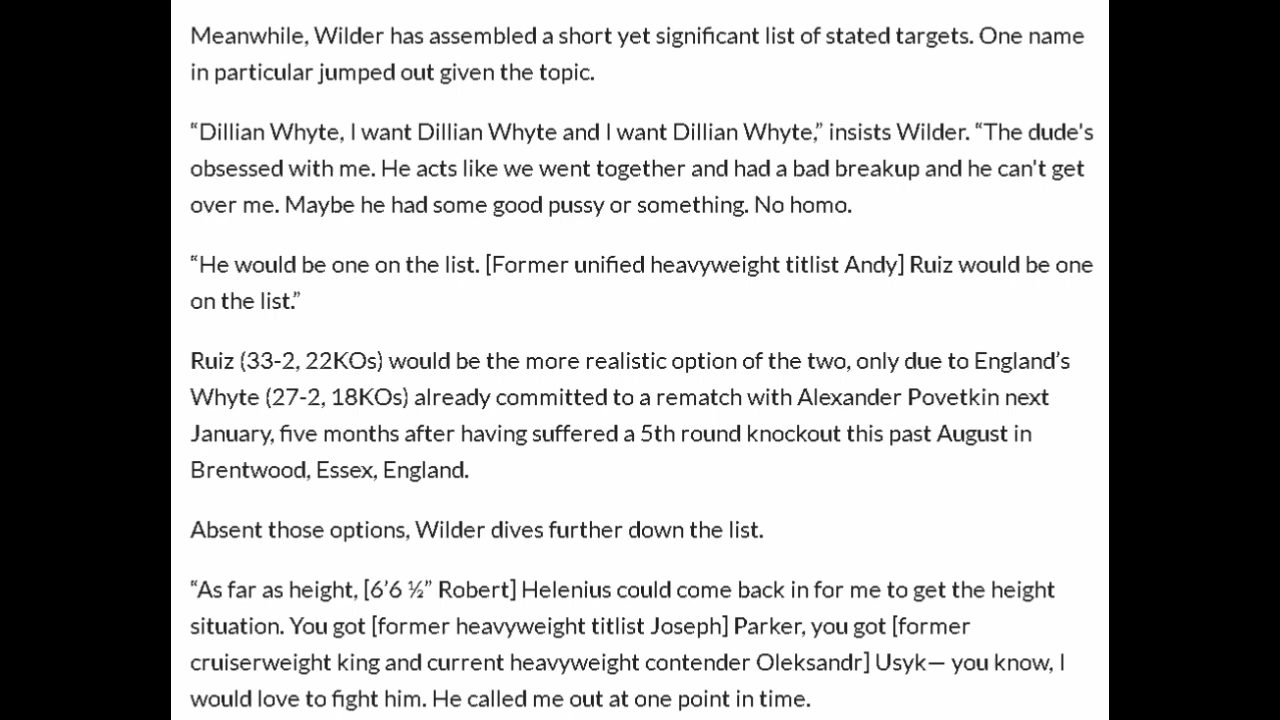 Meanwhile, Wilder has assembled a short yet significant list of stated targets. One name
in particular jumped out given the topic.
“Dillian Whyte, I want Dillian Whyte and I want Dillian Whyte,” insists Wilder. “The dude's
obsessed with me. He acts like we went together and had a bad breakup and he can't get
over me. Maybe he had some good pussy or something. No homo.
“He would be one on the list. [Former unified heavyweight titlist Andy] Ruiz would be one
on the list.”
Ruiz (33-2, 22KOs) would be the more realistic option of the two, only due to England’s
Whyte (27-2, 18KOs) already committed to a rematch with Alexander Povetkin next
January, five months after having suffered a 5th round knockout this past August in
Brentwood, Essex, England.
Absent those options, Wilder dives further down the list.
“As far as height, [6’6 ½” Robert] Helenius could come back in for me to get the height
situation. You got [former heavyweight titlist Joseph] Parker, you got [former
cruiserweight king and current heavyweight contender Oleksandr] Usyk— you know, I
would love to fight him. He called me out at one point in time.